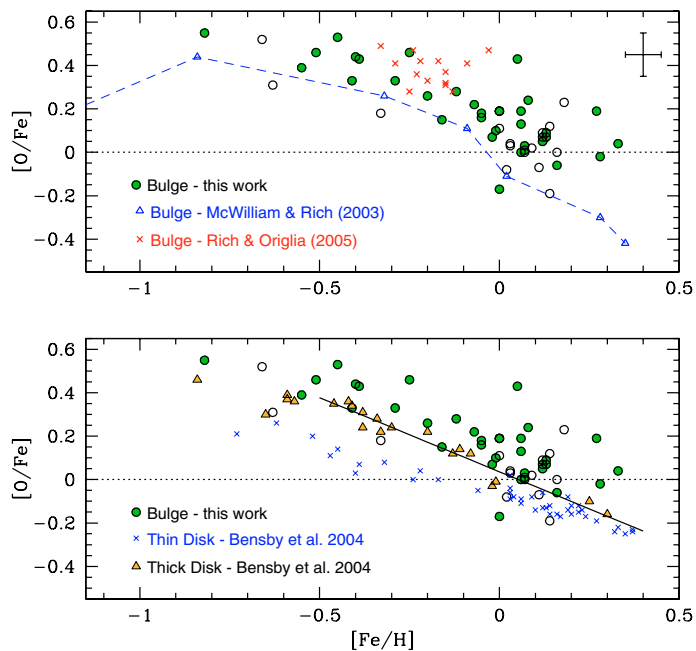 0.6
0.4
0.2
0
−0.2
−0.4
[O/Fe]
Bulge - this work
Bulge - McWilliam & Rich (2003)
Bulge - Rich & Origlia (2005)
−1 −0.5 0 0.5
0.6
0.4
0.2
0
−0.2
−0.4
[O/Fe]
Bulge - this work
Thin Disk - Bensby et al. 2004
Thick Disk - Bensby et al. 2004
−1 −0.5 0 0.5
[Fe/H]